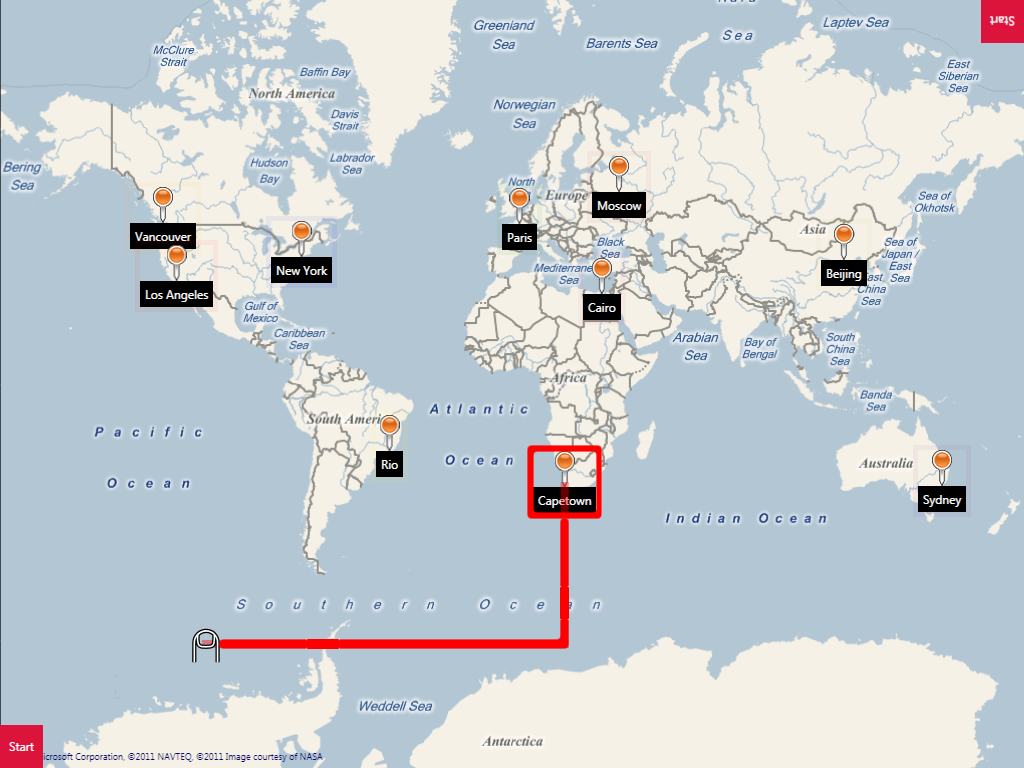 Start
Greenland
Sea
Barents Sea
Sea
Laptev Sea
McClure
Strait
East
Siberian
Sea
Baffin Bay
North America
Norwegian
Sea
Davis
Strait
Bering
Sea
Hudson
Bay
Labrador
Sea
North
Europe
Moscow
Sea of
Okhotsk
Vancouver
Paris
Asia
New York
Black
Sea
Sea of
Japan /
East
Sea
Mediterranean
Sea
Beijing
East
China
Sea
Los Angeles
Cairo
Gulf of
Mexico
Caribbean
Sea
Arabian
Sea
Bay of
Bengal
South
China
Sea
Africa
Banda
Sea
South Ameri
Atlantic
Pacific
Ocean
Rio
Ocean
Australia
Capetown
Sydney
Indian Ocean
Southern Ocean
Weddell Sea
Antarctica
Start
icrosoft Corporation, ©2011 NAVTEQ, ©2011 Image courtesy of NASA